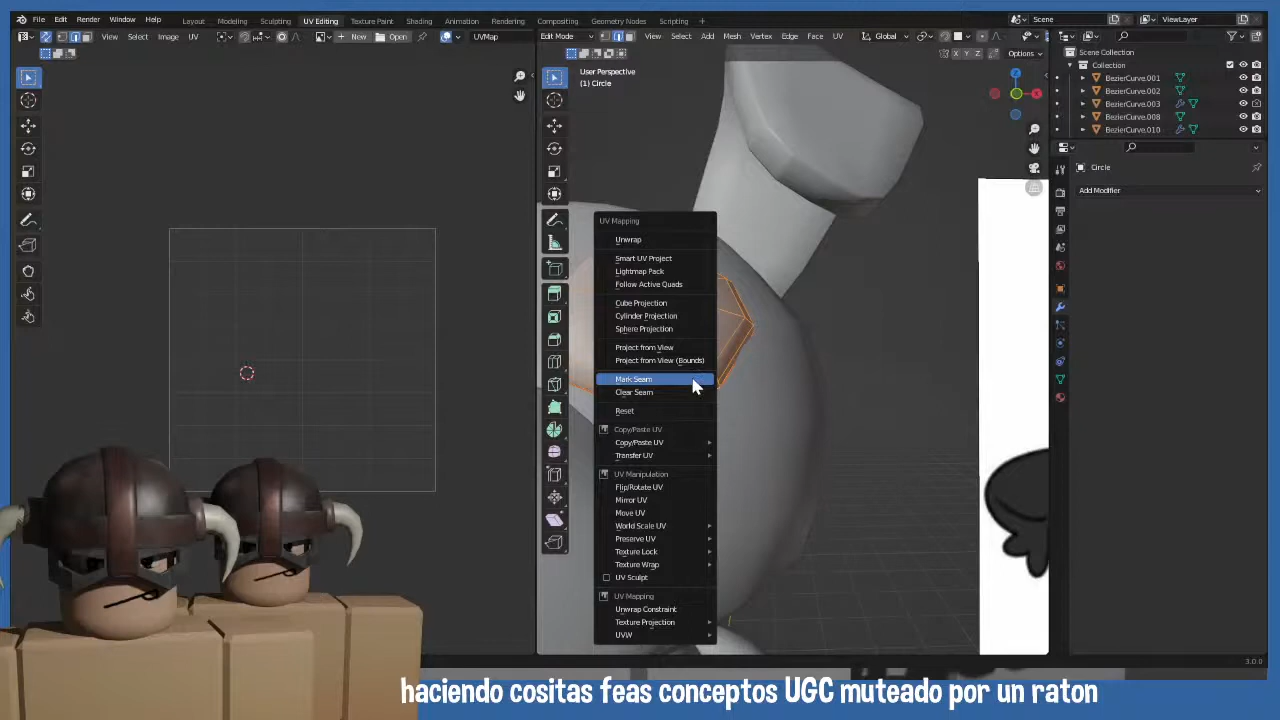 File Edit Render Window Help Layout Modeling Sculpting UV Editing Texture Paint Shading Animation Rendering Compositing Geometry Nodes Scripting + Scene ViewLayer
View Select Image UV New Open UVMap Edit Mode View Select Add Mesh Vertex Edge Face UV Global
X Y Z Options
User Perspective
(1) Circle
Scene Collection
Collection
BezierCurve.001
BezierCurve.002
BezierCurve.003
BezierCurve.008
BezierCurve.010
Circle
Add Modifier
UV Mapping
Unwrap
Smart UV Project
Lightmap Pack
Follow Active Quads
Cube Projection
Cylinder Projection
Sphere Projection
Project from View
Project from View (Bounds)
Mark Seam
Clear Seam
Reset
Copy/Paste UV
Copy/Paste UV
Transfer UV
UV Manipulation
Flip/Rotate UV
Mirror UV
Move UV
World Scale UV
Preserve UV
Texture Lock
Texture Wrap
UV Sculpt
UV Mapping
Unwrap Constraint
Texture Projection
UVW
3.0.0
haciendo cositas feas conceptos UGC muteado por un raton